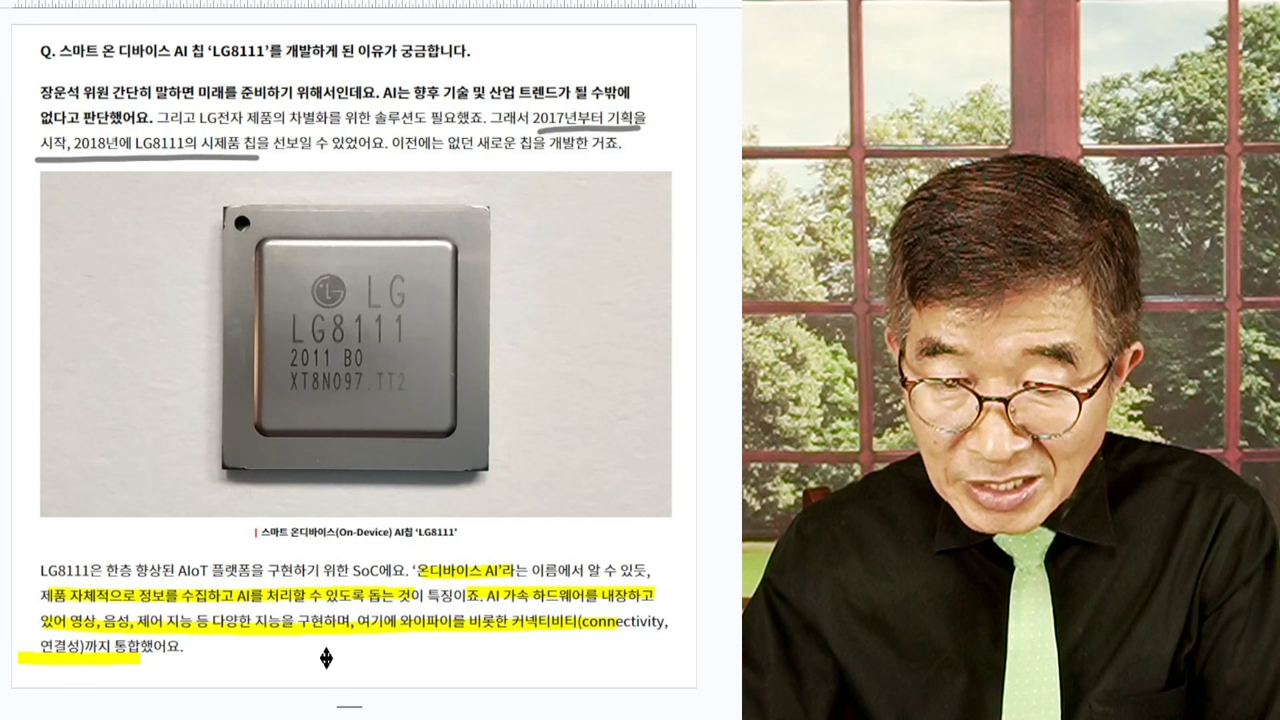 Q. 스마트 온 디바이스 AI 칩 ‘LG8111’를 개발하게 된 이유가 궁금합니다.
장운석 위원 간단히 말하면 미래를 준비하기 위해서인데요. AI는 향후 기술 및 산업 트렌드가 될 수밖에
없다고 판단했어요. 그리고 LG전자 제품의 차별화를 위한 솔루션도 필요했죠. 그래서 2017년부터 기획을
시작, 2018년에 LG8111의 시제품 칩을 선보일 수 있었어요. 이전에는 없던 새로운 칩을 개발한 거죠.
LG
LG8111
2011 B0
XT8N097.TT2
| 스마트 온디바이스(On-Device) AI칩 ‘LG8111’
LG8111은 한층 향상된 AIoT 플랫폼을 구현하기 위한 SoC에요. ‘온디바이스 AI’라는 이름에서 알 수 있듯,
제품 자체적으로 정보를 수집하고 AI를 처리할 수 있도록 돕는 것이 특징이죠. AI 가속 하드웨어를 내장하고
있어 영상, 음성, 제어 지능 등 다양한 지능을 구현하며, 여기에 와이파이를 비롯한 커넥티비티(connectivity,
연결성)까지 통합했어요.